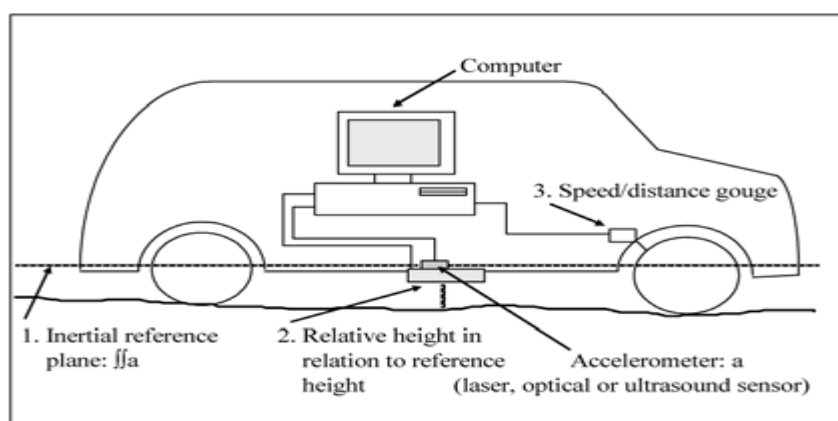 Computer
3. Speed/distance gouge
1. Inertial reference
plane: ∬a
2. Relative height in
relation to reference
height
Accelerometer: a
(laser, optical or ultrasound sensor)